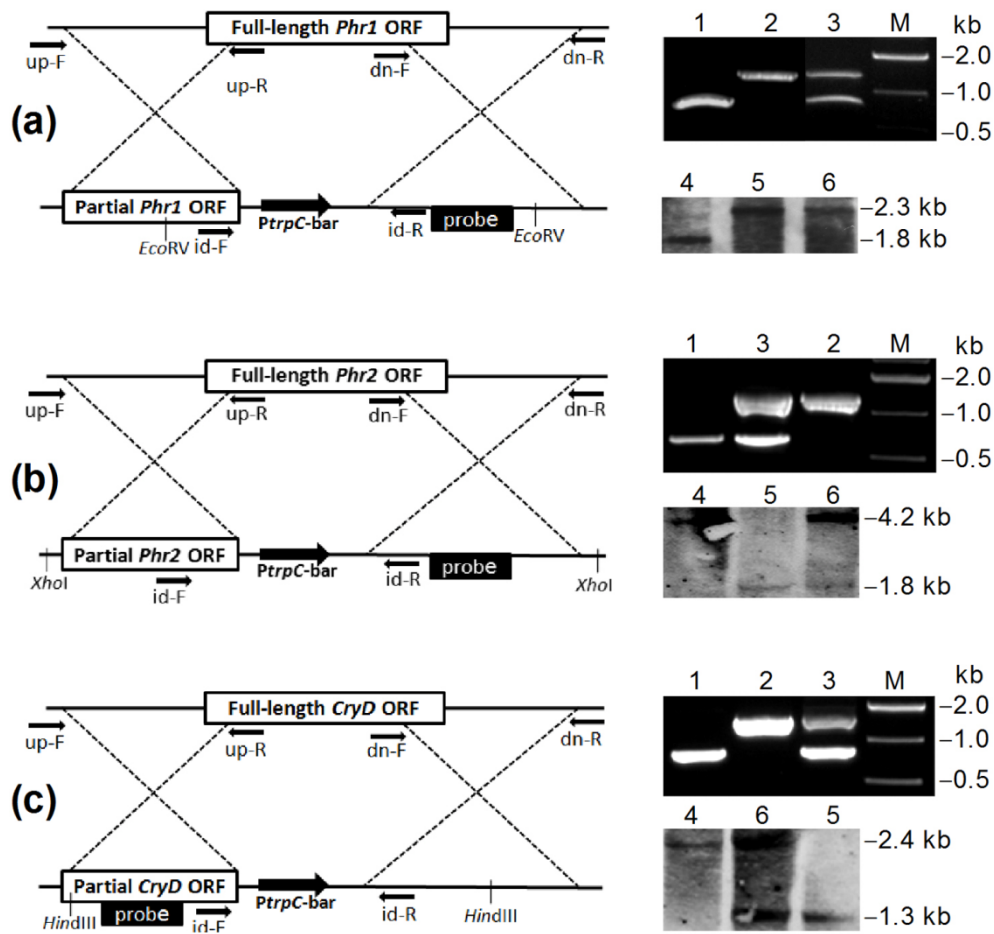 (a)
Full-length Phr1 ORF
up-F
up-R
dn-F
dn-R
Partial Phr1 ORF
PtrpC-bar
EcoRV
id-F
id-R
probe
EcoRV
1 2 3 M kb
–2.0
–1.0
–0.5
4 5 6
–2.3 kb
–1.8 kb
(b)
Full-length Phr2 ORF
up-F
up-R
dn-F
dn-R
Partial Phr2 ORF
PtrpC-bar
XhoI
id-F
id-R
probe
XhoI
1 3 2 M kb
–2.0
–1.0
–0.5
4 5 6
–4.2 kb
–1.8 kb
(c)
Full-length CryD ORF
up-F
up-R
dn-F
dn-R
Partial CryD ORF
PtrpC-bar
HindIII
probe
id-F
id-R
HindIII
1 2 3 M kb
–2.0
–1.0
–0.5
4 6 5
–2.4 kb
–1.3 kb